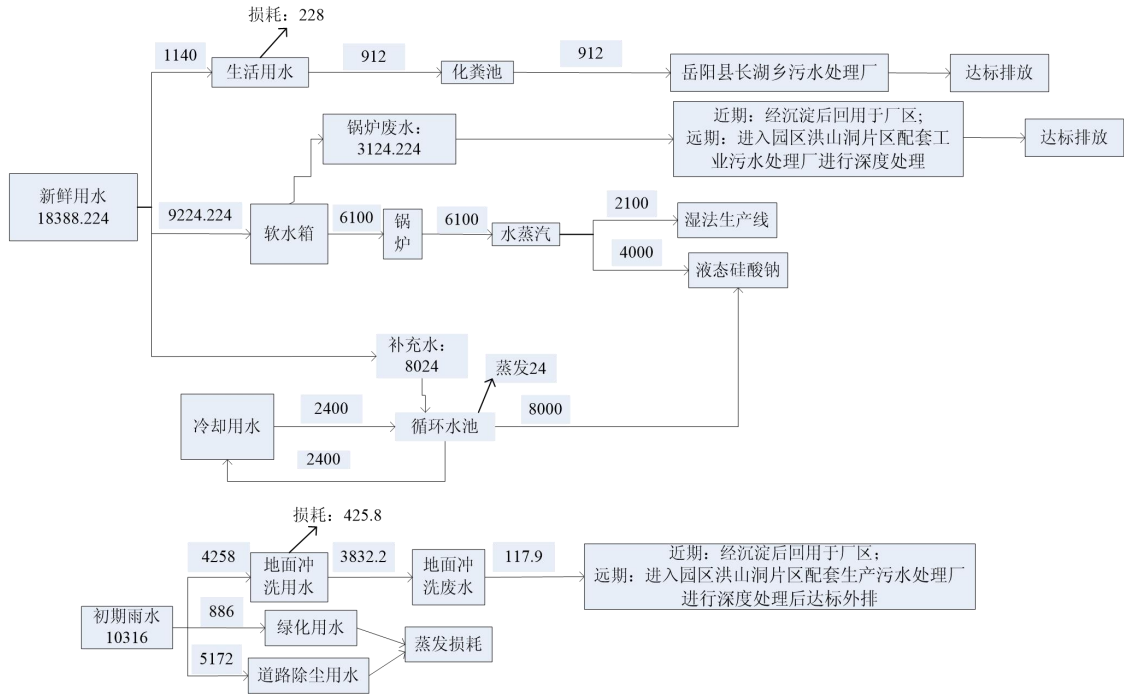 损耗：228
1140
生活用水
912
化粪池
912
岳阳县长湖乡污水处理厂
达标排放
锅炉废水：
3124.224
近期：经沉淀后回用于厂区；
远期：进入园区洪山洞片区配套工
业污水处理厂进行深度处理
达标排放
新鲜用水
18388.224
9224.224
软水箱
6100
锅
炉
6100
水蒸汽
2100
湿法生产线
4000
液态硅酸钠
补充水：
8024
蒸发24
冷却用水
2400
循环水池
8000
2400
损耗：425.8
4258
地面冲
洗用水
3832.2
地面冲
洗废水
117.9
近期：经沉淀后回用于厂区；
远期：进入园区洪山洞片区配套生产污水处理厂
进行深度处理后达标外排
初期雨水
10316
886
绿化用水
蒸发损耗
5172
道路除尘用水